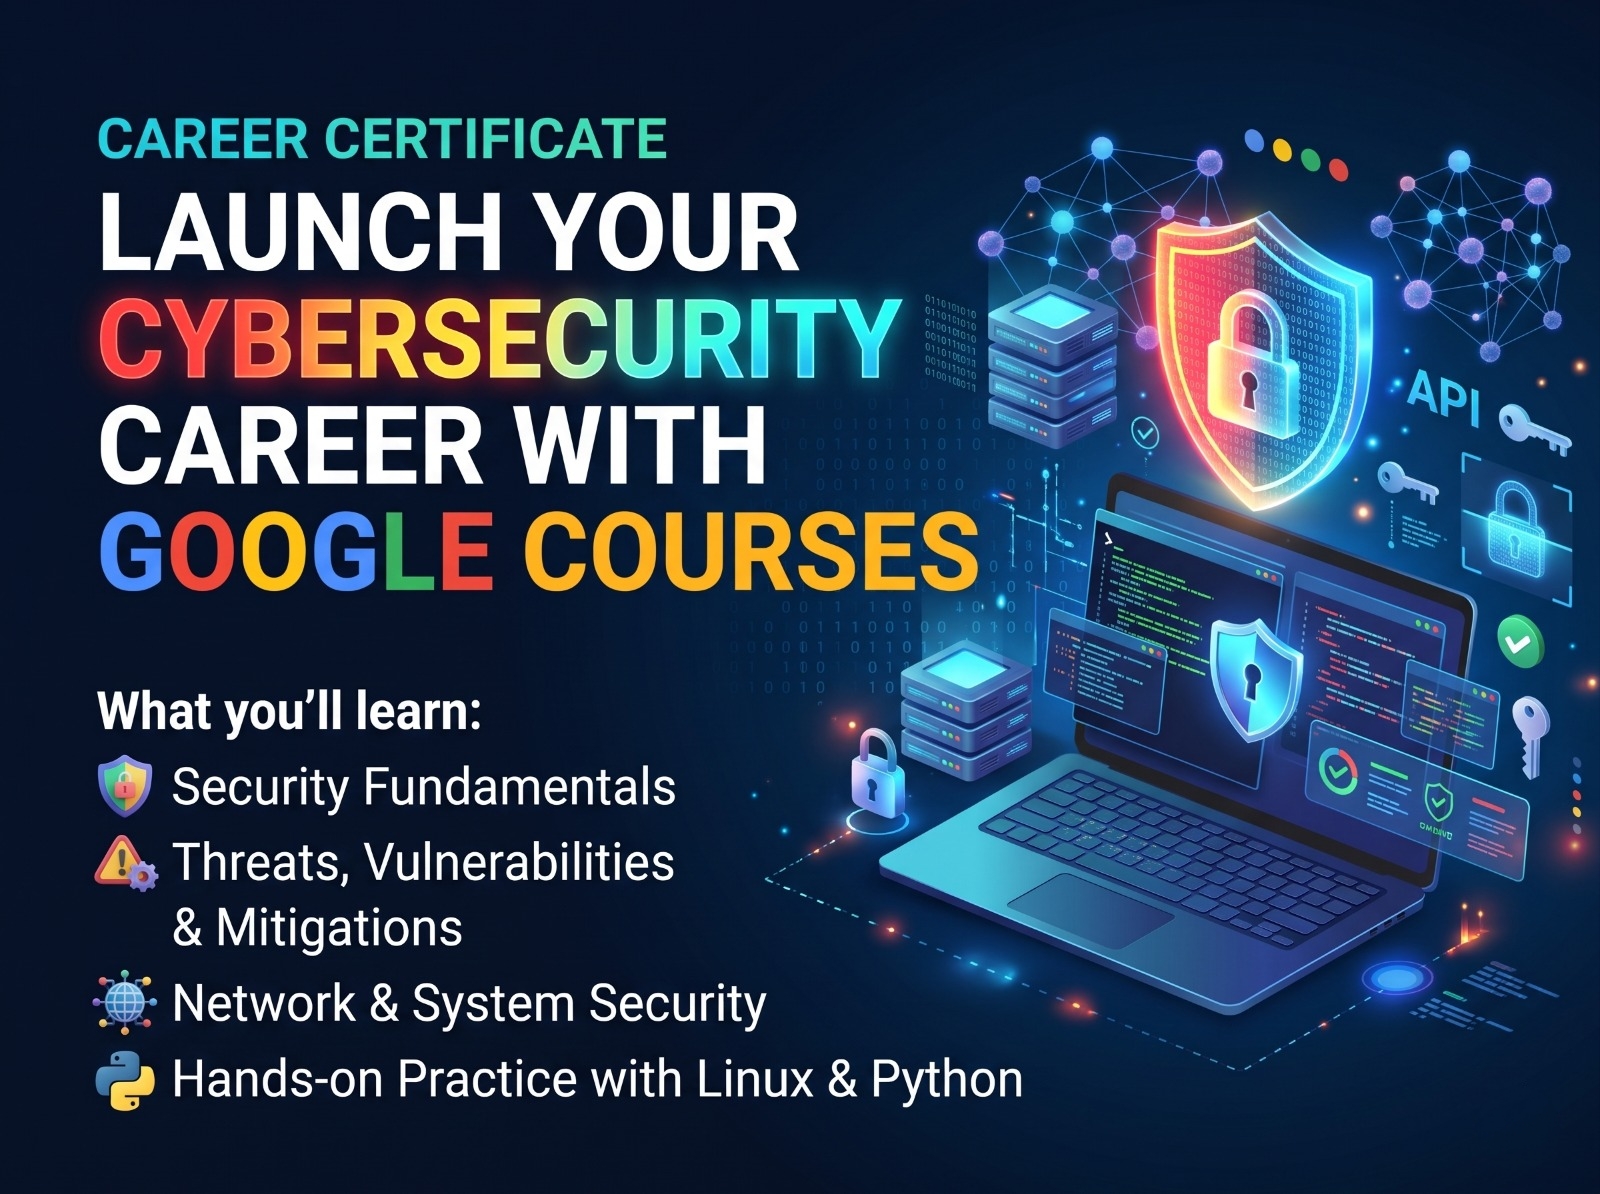 CAREER CERTIFICATE
LAUNCH YOUR
CYBERSECURITY
CAREER WITH
GOOGLE COURSES
What you’ll learn:
Security Fundamentals
Threats, Vulnerabilities
& Mitigations
Network & System Security
Hands-on Practice with Linux & Python
API